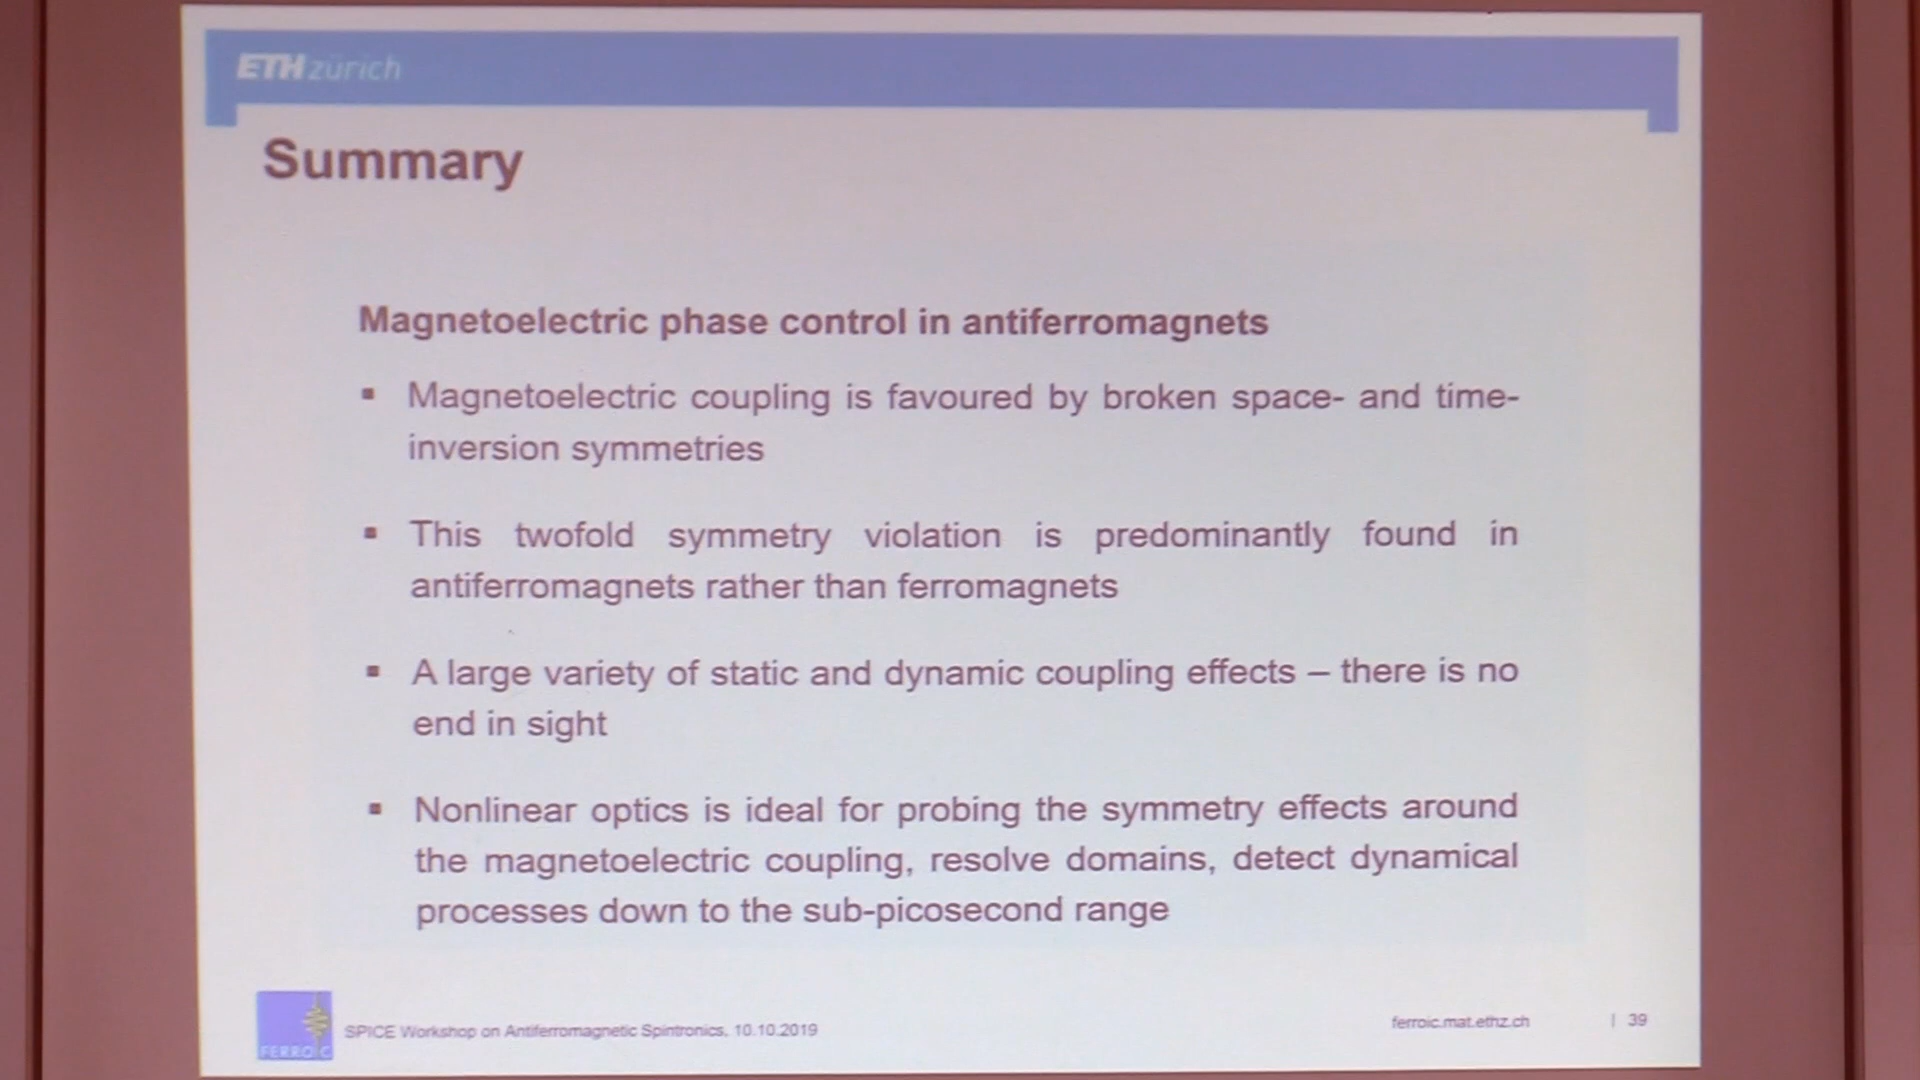 ETH zürich
Summary
Magnetoelectric phase control in antiferromagnets
▪ Magnetoelectric coupling is favoured by broken space- and time-
inversion symmetries
▪ This twofold symmetry violation is predominantly found in
antiferromagnets rather than ferromagnets
▪ A large variety of static and dynamic coupling effects – there is no
end in sight
▪ Nonlinear optics is ideal for probing the symmetry effects around
the magnetoelectric coupling, resolve domains, detect dynamical
processes down to the sub-picosecond range
FERROIC
SPICE Workshop on Antiferromagnetic Spintronics, 10.10.2019
ferroic.mat.ethz.ch
| 39